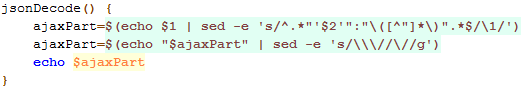 jsonDecode() {
ajaxPart=$(echo $1 | sed -e 's/^.*"'$2'":"\([^"]*\)".*$/\1/')
ajaxPart=$(echo "$ajaxPart" | sed -e 's/\\\//\//g')
echo $ajaxPart
}